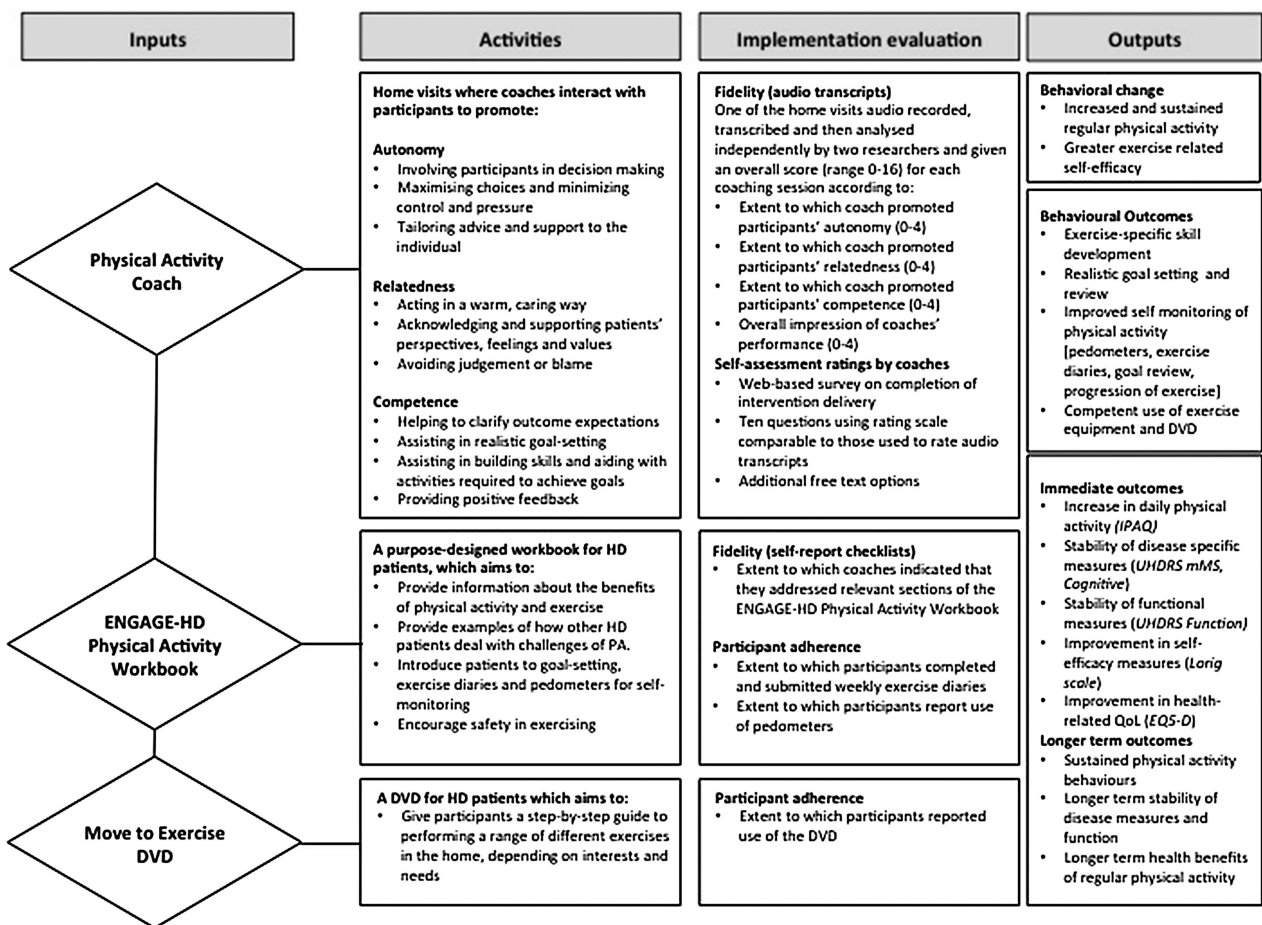 Inputs
Activities
Implementation evaluation
Outputs
Physical Activity
Coach
ENGAGE-HD
Physical Activity
Workbook
Move to Exercise
DVD
Home visits where coaches interact with
participants to promote:
Autonomy
• Involving participants in decision making
• Maximising choices and minimizing
control and pressure
• Tailoring advice and support to the
individual
Relatedness
• Acting in a warm, caring way
• Acknowledging and supporting patients'
perspectives, feelings and values
• Avoiding judgement or blame
Competence
• Helping to clarify outcome expectations
• Assisting in realistic goal-setting
• Assisting in building skills and aiding with
activities required to achieve goals
• Providing positive feedback
A purpose-designed workbook for HD
patients, which aims to:
• Provide information about the benefits
of physical activity and exercise
• Provide examples of how other HD
patients deal with challenges of PA.
• Introduce patients to goal-setting,
exercise diaries and pedometers for self-
monitoring
• Encourage safety in exercising
A DVD for HD patients which aims to:
• Give participants a step-by-step guide to
performing a range of different exercises
in the home, depending on interests and
needs
Fidelity (audio transcripts)
One of the home visits audio recorded,
transcribed and then analysed
independently by two researchers and given
an overall score (range 0-16) for each
coaching session according to:
• Extent to which coach promoted
participants' autonomy (0-4)
• Extent to which coach promoted
participants' relatedness (0-4)
• Extent to which coach promoted
participants' competence (0-4)
• Overall impression of coaches'
performance (0-4)
Self-assessment ratings by coaches
• Web-based survey on completion of
intervention delivery
• Ten questions using rating scale
comparable to those used to rate audio
transcripts
• Additional free text options
Fidelity (self-report checklists)
• Extent to which coaches indicated that
they addressed relevant sections of the
ENGAGE-HD Physical Activity Workbook
Participant adherence
• Extent to which participants completed
and submitted weekly exercise diaries
• Extent to which participants report use
of pedometers
Participant adherence
• Extent to which participants reported
use of the DVD
Behavioral change
• Increased and sustained
regular physical activity
• Greater exercise related
self-efficacy
Behavioural Outcomes
• Exercise-specific skill
development
• Realistic goal setting and
review
• Improved self monitoring of
physical activity
[pedometers, exercise
diaries, goal review,
progression of exercise]
• Competent use of exercise
equipment and DVD
Immediate outcomes
• Increase in daily physical
activity (IPAQ)
• Stability of disease specific
measures (UHDRS mMS,
Cognitive)
• Stability of functional
measures (UHDRS Function)
• Improvement in self-
efficacy measures (Lorig
scale)
• Improvement in health-
related QoL (EQ5-D)
Longer term outcomes
• Sustained physical activity
behaviours
• Longer term stability of
disease measures and
function
• Longer term health benefits
of regular physical activity